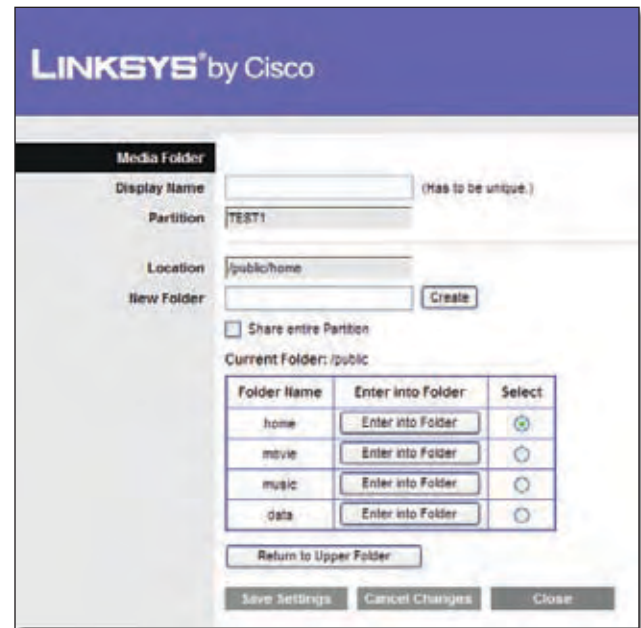 LINKSYS® by Cisco
Media Folder
Display Name (Has to be unique.)
Partition TEST1
Location /public/home
New Folder Create
Share entire Partition
Current Folder: /public
Folder Name Enter into Folder Select
home Enter into Folder
movie Enter into Folder
music Enter into Folder
data Enter into Folder
Return to Upper Folder
Save Settings Cancel Changes Close